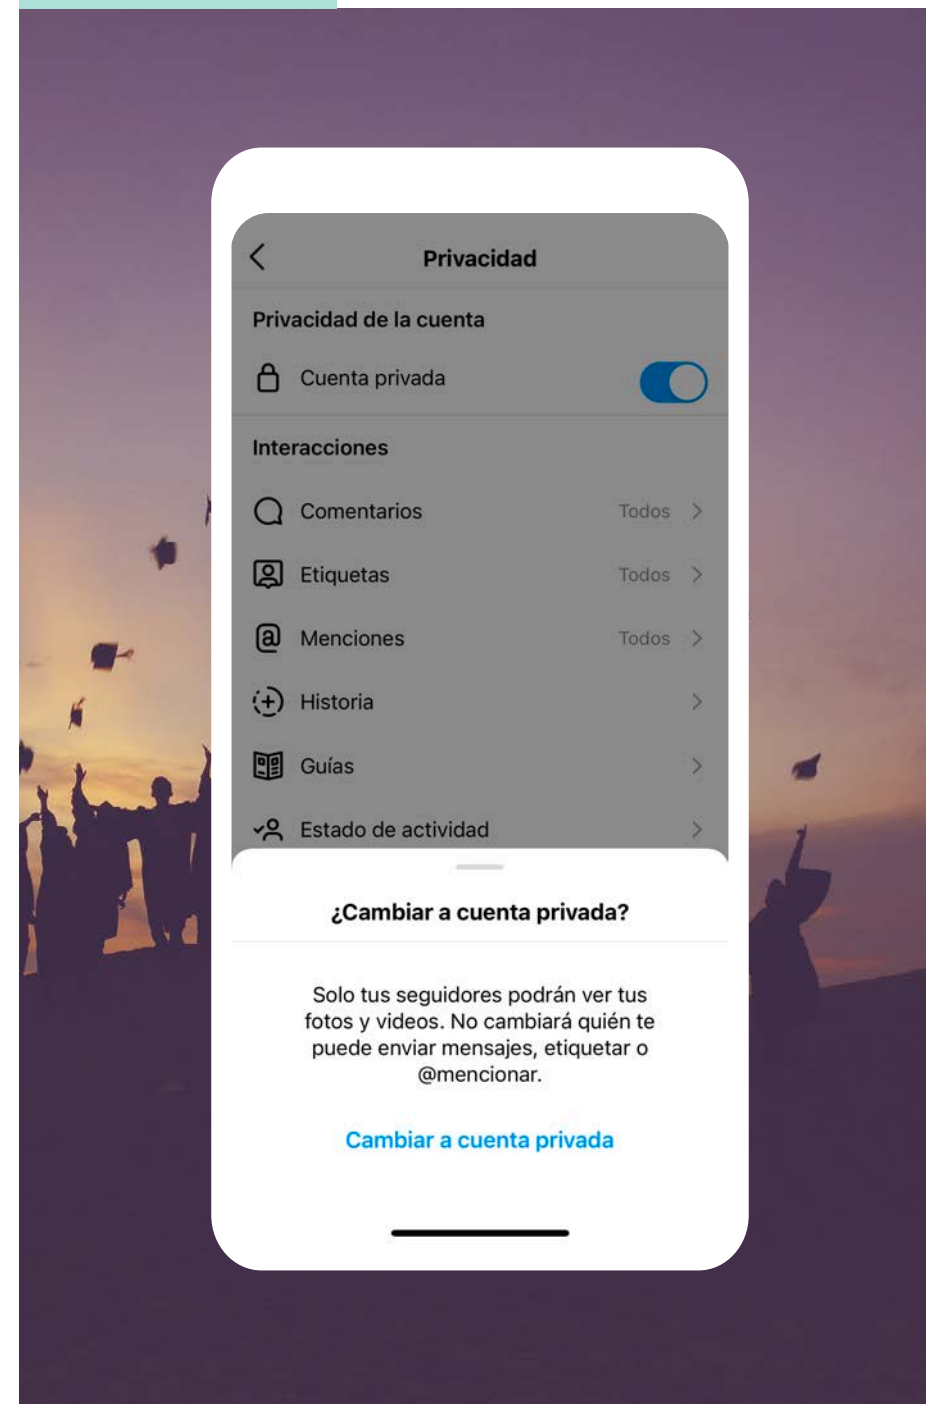 Privacidad
Privacidad de la cuenta
Cuenta privada
Interacciones
Comentarios Todos
Etiquetas Todos
Menciones Todos
Historia
Guías
Estado de actividad
¿Cambiar a cuenta privada?
Solo tus seguidores podrán ver tus
fotos y videos. No cambiará quién te
puede enviar mensajes, etiquetar o
@mencionar.
Cambiar a cuenta privada